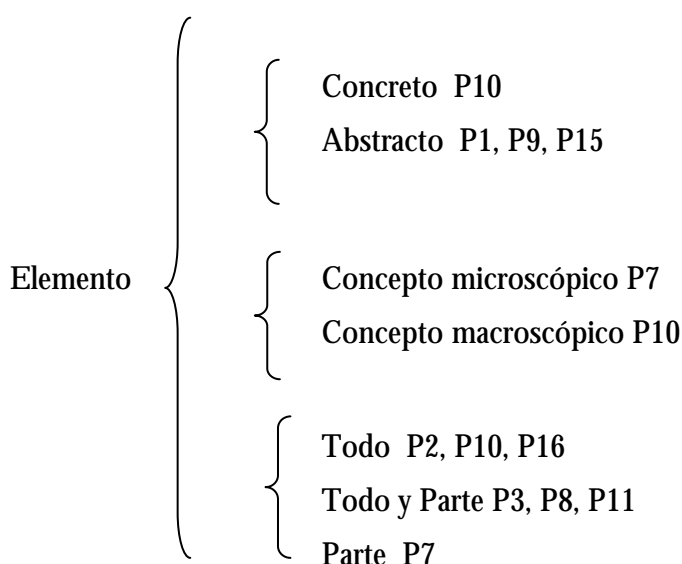 Concreto P10
Abstracto P1, P9, P15
Elemento
Concepto microscópico P7
Concepto macroscópico P10
Todo P2, P10, P16
Todo y Parte P3, P8, P11
Parte P7